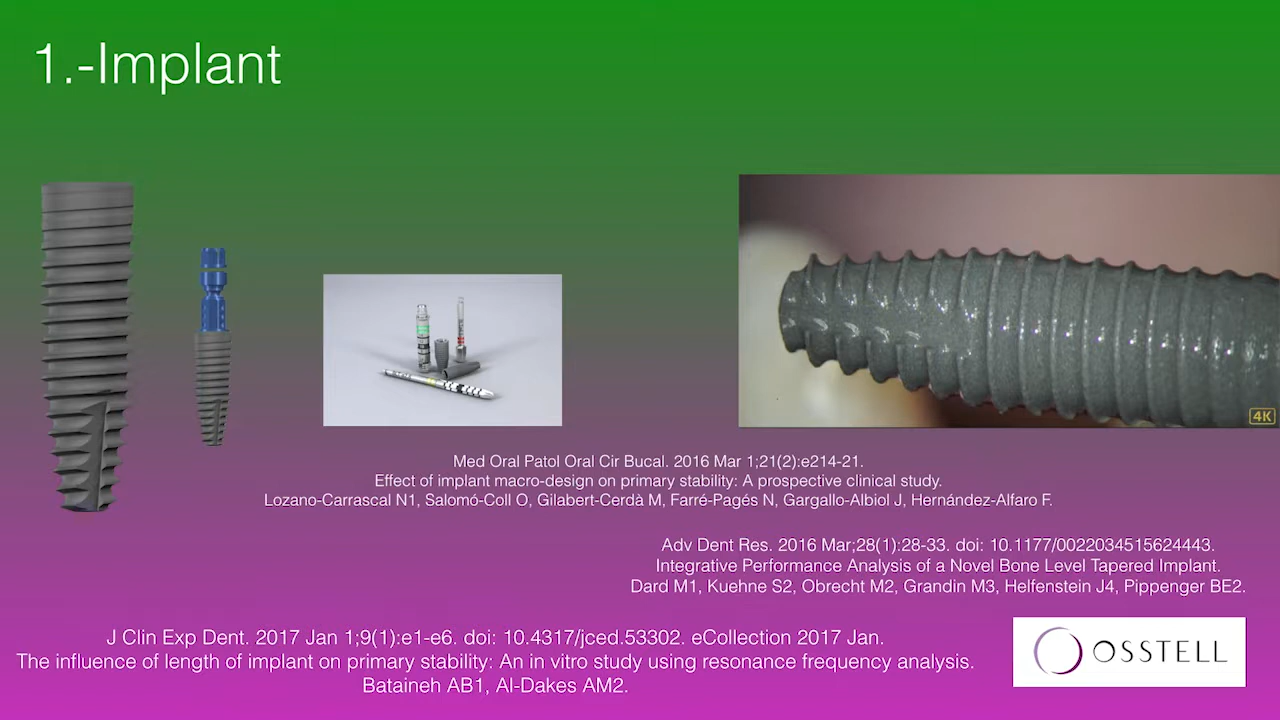 1.-Implant
4K
Med Oral Patol Oral Cir Bucal. 2016 Mar 1;21(2):e214-21.
Effect of implant macro-design on primary stability: A prospective clinical study.
Lozano-Carrascal N1, Salomó-Coll O, Gilabert-Cerdà M, Farré-Pagés N, Gargallo-Albiol J, Hernández-Alfaro F.
Adv Dent Res. 2016 Mar;28(1):28-33. doi: 10.1177/0022034515624443.
Integrative Performance Analysis of a Novel Bone Level Tapered Implant.
Dard M1, Kuehne S2, Obrecht M2, Grandin M3, Helfenstein J4, Pippenger BE2.
J Clin Exp Dent. 2017 Jan 1;9(1):e1-e6. doi: 10.4317/jced.53302. eCollection 2017 Jan.
The influence of length of implant on primary stability: An in vitro study using resonance frequency analysis.
Bataineh AB1, Al-Dakes AM2.
OSSTELL